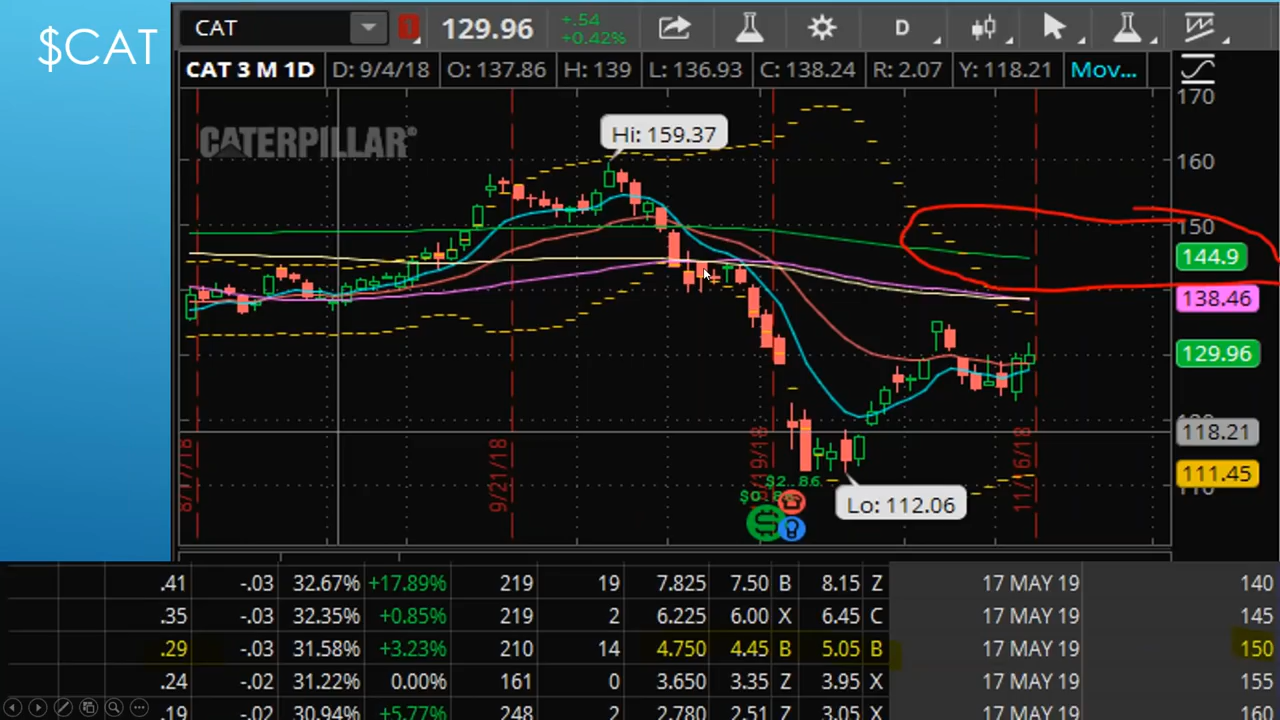 $CAT
CAT 129.96 +.54 +0.42% D
CAT 3 M 1D D: 9/4/18 O: 137.86 H: 139 L: 136.93 C: 138.24 R: 2.07 Y: 118.21 Mov...
CATERPILLAR®
170
Hi: 159.37
160
150
144.9
138.46
129.96
118.21
111.45
9/21/18
11/16/18
$2..86
Lo: 112.06
.41 -.03 32.67% +17.89% 219 19 7.825 7.50 B 8.15 Z 17 MAY 19 140
.35 -.03 32.35% +0.85% 219 2 6.225 6.00 X 6.45 C 17 MAY 19 145
.29 -.03 31.58% +3.23% 210 14 4.750 4.45 B 5.05 B 17 MAY 19 150
.24 -.02 31.22% 0.00% 161 0 3.650 3.35 Z 3.95 X 17 MAY 19 155
.19 -.02 30.94% +5.77% 248 2 2.780 2.51 Z 3.05 X 17 MAY 19 160